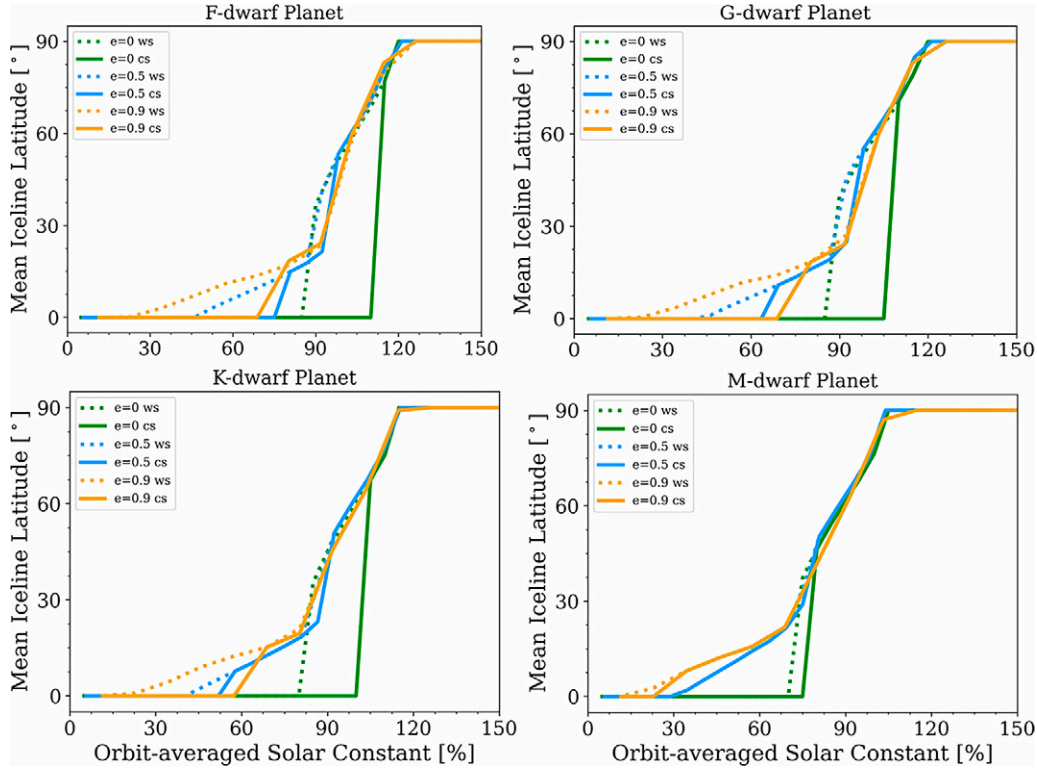 F-dwarf Planet
Mean Iceline Latitude [°]
90
60
30
0
e=0 ws
e=0 cs
e=0.5 ws
e=0.5 cs
e=0.9 ws
e=0.9 cs
0 30 60 90 120 150
G-dwarf Planet
Mean Iceline Latitude [°]
90
60
30
0
e=0 ws
e=0 cs
e=0.5 ws
e=0.5 cs
e=0.9 ws
e=0.9 cs
0 30 60 90 120 150
K-dwarf Planet
Mean Iceline Latitude [°]
90
60
30
0
e=0 ws
e=0 cs
e=0.5 ws
e=0.5 cs
e=0.9 ws
e=0.9 cs
0 30 60 90 120 150
Orbit-averaged Solar Constant [%]
M-dwarf Planet
Mean Iceline Latitude [°]
90
60
30
0
e=0 ws
e=0 cs
e=0.5 ws
e=0.5 cs
e=0.9 ws
e=0.9 cs
0 30 60 90 120 150
Orbit-averaged Solar Constant [%]